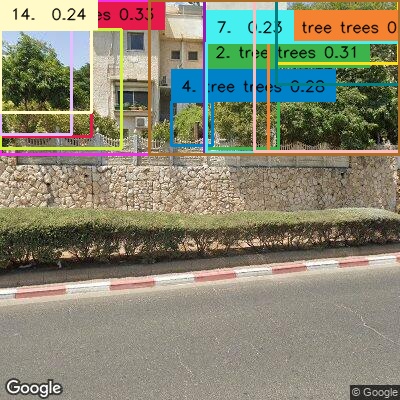 14. 0.24
es 0.33
7. 0.23
tree trees 0
2. tree trees 0.31
4. tree trees 0.28
Google
© Google